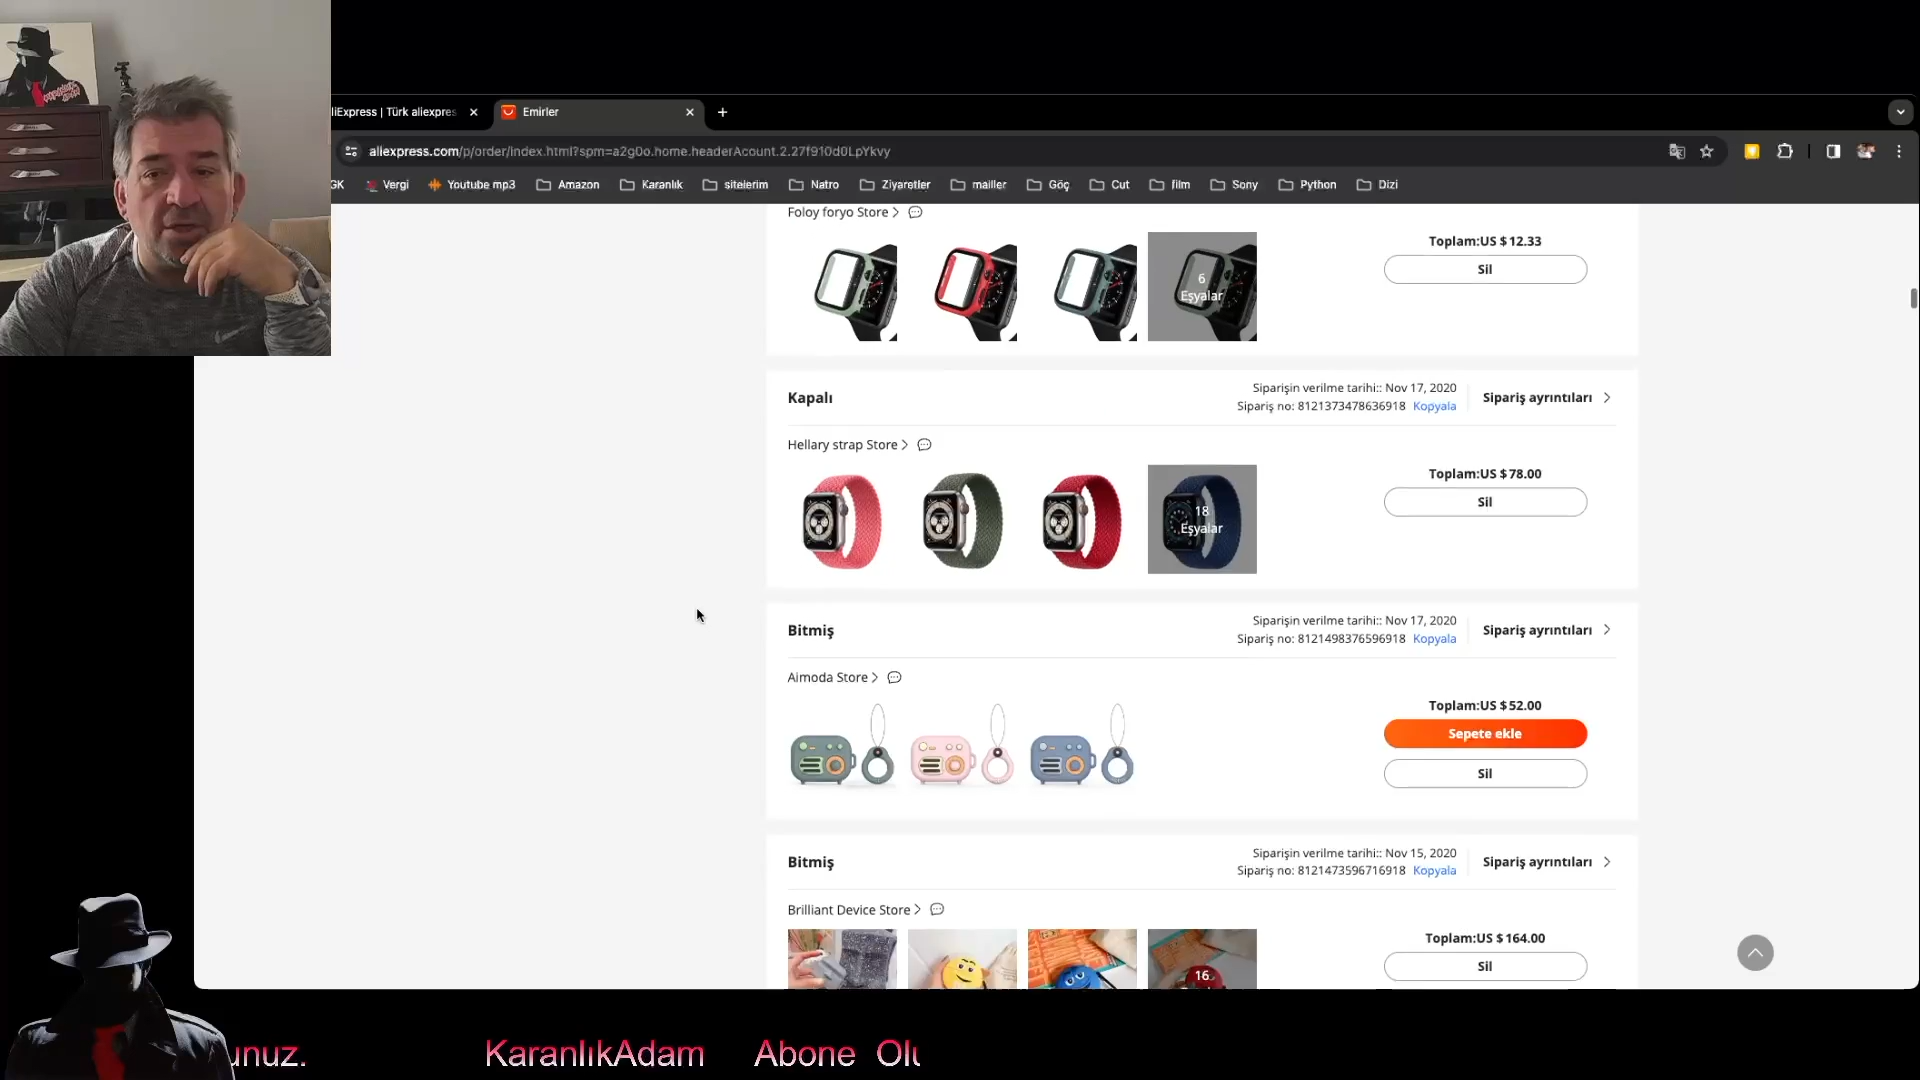 liExpress | Türk aliexpres
Emirler
aliexpress.com/p/order/index.html?spm=a2g0o.home.headerAcount.2.27f910d0LpYkvy
GK
Vergi
Youtube mp3
Amazon
Karanlık
sitelerim
Natro
Ziyaretler
mailler
Göç
Cut
film
Sony
Python
Dizi
Foloy foryo Store
6
Eşyalar
Toplam:US $12.33
Sil
Kapalı
Siparişin verilme tarihi:: Nov 17, 2020
Sipariş no: 8121373478636918 Kopyala
Sipariş ayrıntıları
Hellary strap Store
18
Eşyalar
Toplam:US $78.00
Sil
Bitmiş
Siparişin verilme tarihi:: Nov 17, 2020
Sipariş no: 8121498376596918 Kopyala
Sipariş ayrıntıları
Aimoda Store
Toplam:US $52.00
Sepete ekle
Sil
Bitmiş
Siparişin verilme tarihi:: Nov 15, 2020
Sipariş no: 8121473596716918 Kopyala
Sipariş ayrıntıları
Brilliant Device Store
16
Toplam:US $164.00
Sil
unuz. KaranlıkAdam Abone Olu